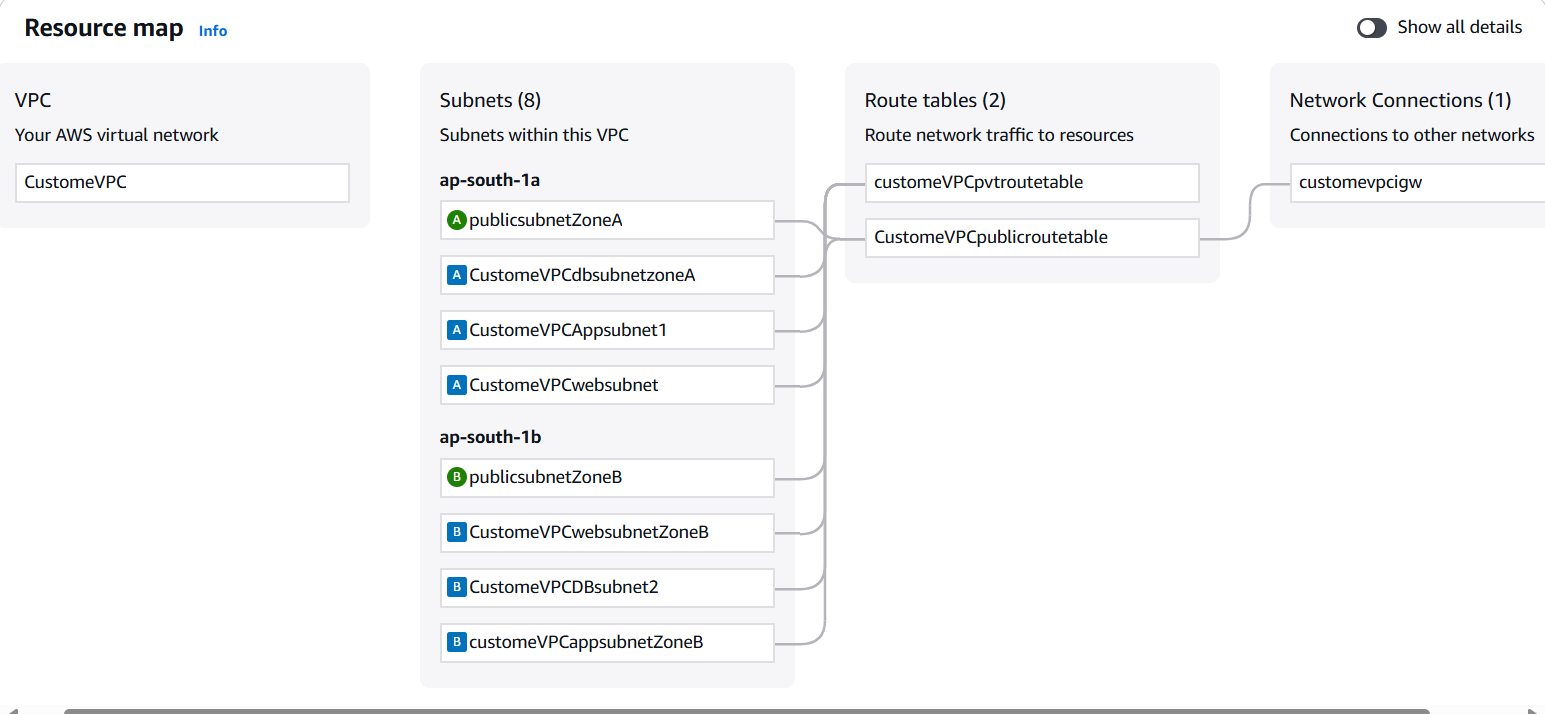 Resource map Info
Show all details
VPC
Your AWS virtual network
CustomeVPC
Subnets (8)
Subnets within this VPC
ap-south-1a
A publicsubnetZoneA
A CustomeVPCdbsubnetzoneA
A CustomeVPCAppsubnet1
A CustomeVPCwebsubnet
ap-south-1b
B publicsubnetZoneB
B CustomeVPCwebsubnetZoneB
B CustomeVPCDBsubnet2
B customeVPCappsubnetZoneB
Route tables (2)
Route network traffic to resources
customeVPCpvtroutetable
CustomeVPCpublicroutetable
Network Connections (1)
Connections to other networks
customevpcigw